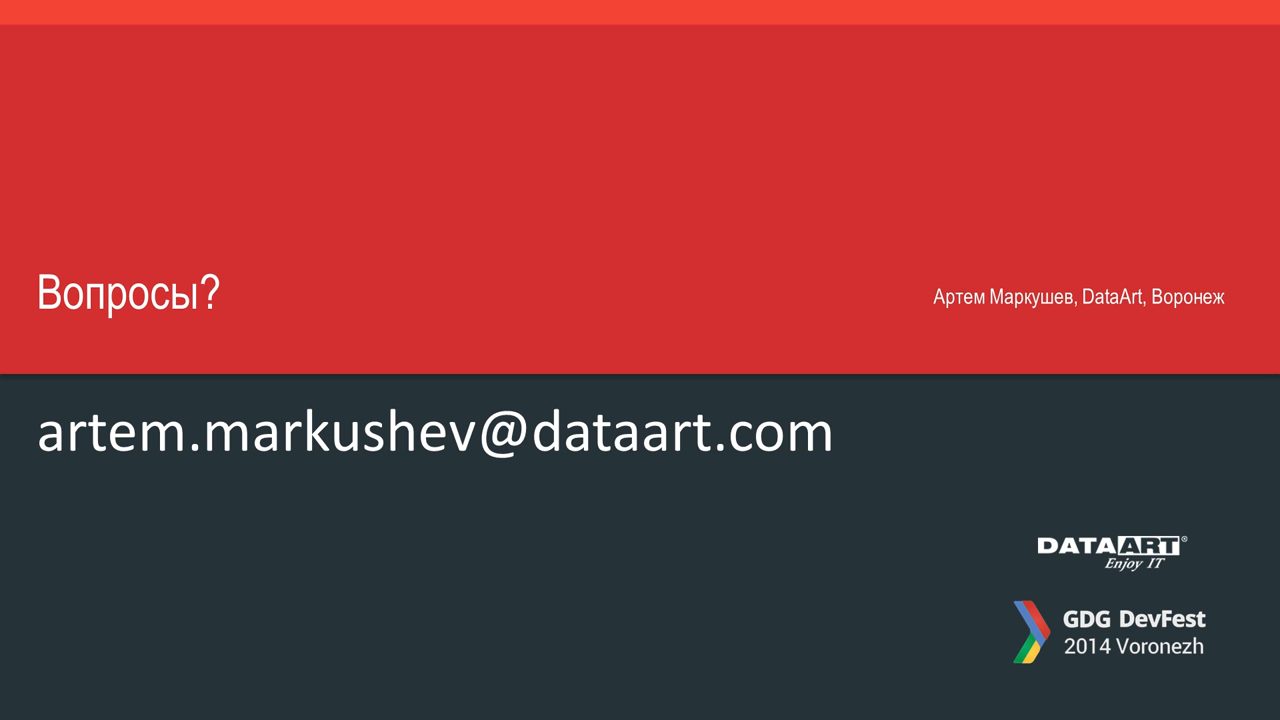 Вопросы?
Артем Маркушев, DataArt, Воронеж
artem.markushev@dataart.com
DATAART®
Enjoy IT
GDG DevFest
2014 Voronezh